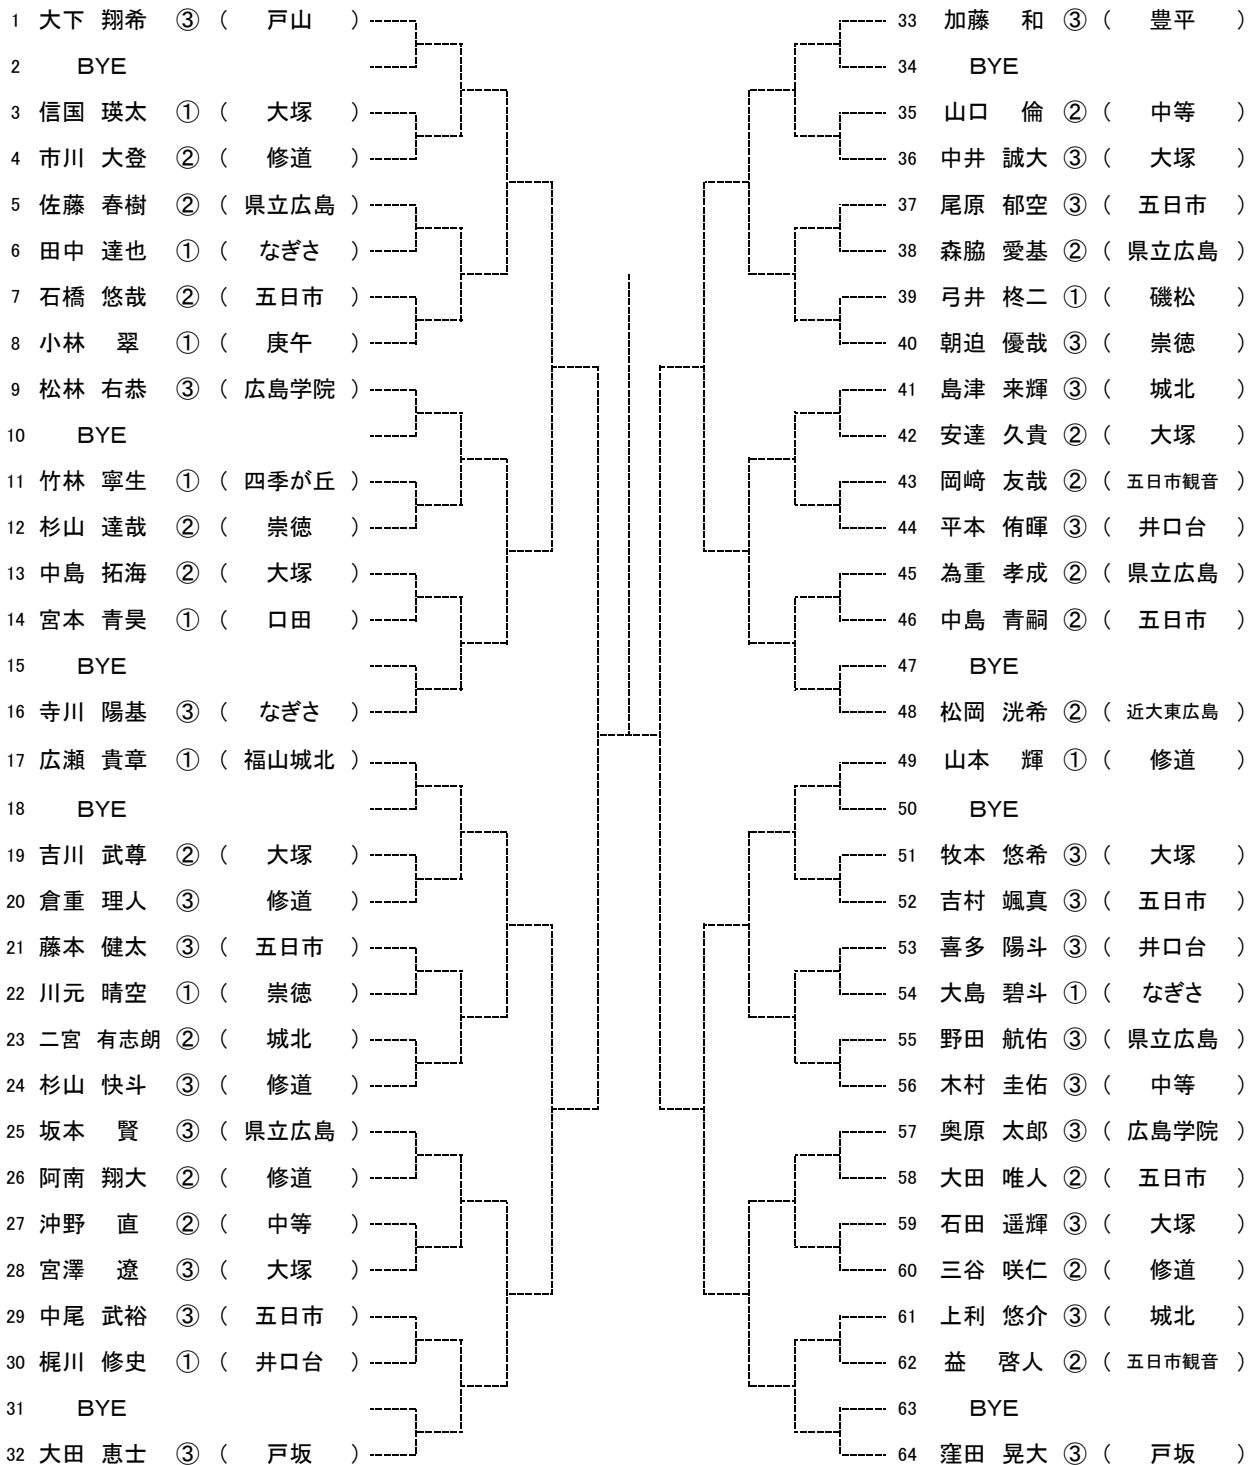 1 大下 翔希 ③ ( 戸山 )
2 BYE
3 信国 瑛太 ① ( 大塚 )
4 市川 大登 ② ( 修道 )
5 佐藤 春樹 ② ( 県立広島 )
6 田中 達也 ① ( なぎさ )
7 石橋 悠哉 ② ( 五日市 )
8 小林 翠 ① ( 庚午 )
9 松林 右恭 ③ ( 広島学院 )
10 BYE
11 竹林 寧生 ① ( 四季が丘 )
12 杉山 達哉 ② ( 崇徳 )
13 中島 拓海 ② ( 大塚 )
14 宮本 青昊 ① ( 口田 )
15 BYE
16 寺川 陽基 ③ ( なぎさ )
17 広瀬 貴章 ① ( 福山城北 )
18 BYE
19 吉川 武尊 ② ( 大塚 )
20 倉重 理人 ③ 修道 )
21 藤本 健太 ③ ( 五日市 )
22 川元 晴空 ① ( 崇徳 )
23 二宮 有志朗 ② ( 城北 )
24 杉山 快斗 ③ ( 修道 )
25 坂本 賢 ③ ( 県立広島 )
26 阿南 翔大 ② ( 修道 )
27 沖野 直 ② ( 中等 )
28 宮澤 遼 ③ ( 大塚 )
29 中尾 武裕 ③ ( 五日市 )
30 梶川 修史 ① ( 井口台 )
31 BYE
32 大田 恵士 ③ ( 戸坂 )
33 加藤 和 ③ ( 豊平 )
34 BYE
35 山口 倫 ② ( 中等 )
36 中井 誠大 ③ ( 大塚 )
37 尾原 郁空 ③ ( 五日市 )
38 森脇 愛基 ② ( 県立広島 )
39 弓井 柊二 ① ( 磯松 )
40 朝迫 優哉 ③ ( 崇徳 )
41 島津 来輝 ③ ( 城北 )
42 安達 久貴 ② ( 大塚 )
43 岡﨑 友哉 ② ( 五日市観音 )
44 平本 侑暉 ③ ( 井口台 )
45 為重 孝成 ② ( 県立広島 )
46 中島 青嗣 ② ( 五日市 )
47 BYE
48 松岡 洸希 ② ( 近大東広島 )
49 山本 輝 ① ( 修道 )
50 BYE
51 牧本 悠希 ③ ( 大塚 )
52 吉村 颯真 ③ ( 五日市 )
53 喜多 陽斗 ③ ( 井口台 )
54 大島 碧斗 ① ( なぎさ )
55 野田 航佑 ③ ( 県立広島 )
56 木村 圭佑 ③ ( 中等 )
57 奥原 太郎 ③ ( 広島学院 )
58 大田 唯人 ② ( 五日市 )
59 石田 遥輝 ③ ( 大塚 )
60 三谷 咲仁 ② ( 修道 )
61 上利 悠介 ③ ( 城北 )
62 益 啓人 ② ( 五日市観音 )
63 BYE
64 窪田 晃大 ③ ( 戸坂 )